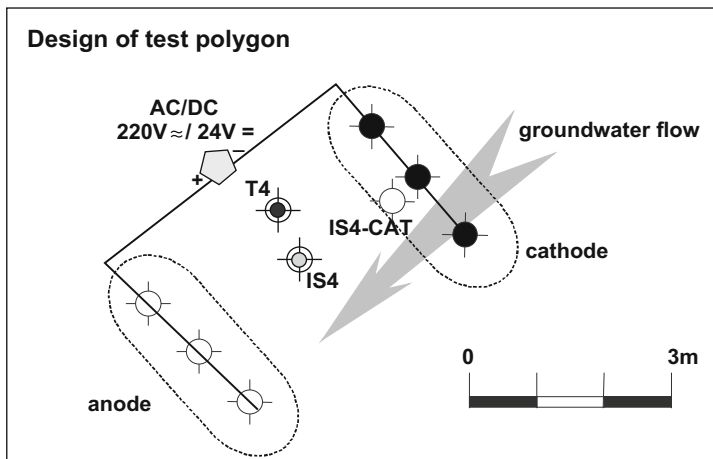 Design of test polygon
AC/DC
220V ≈ / 24V =
–
+
groundwater flow
T4
IS4-CAT
IS4
cathode
anode
0 3m